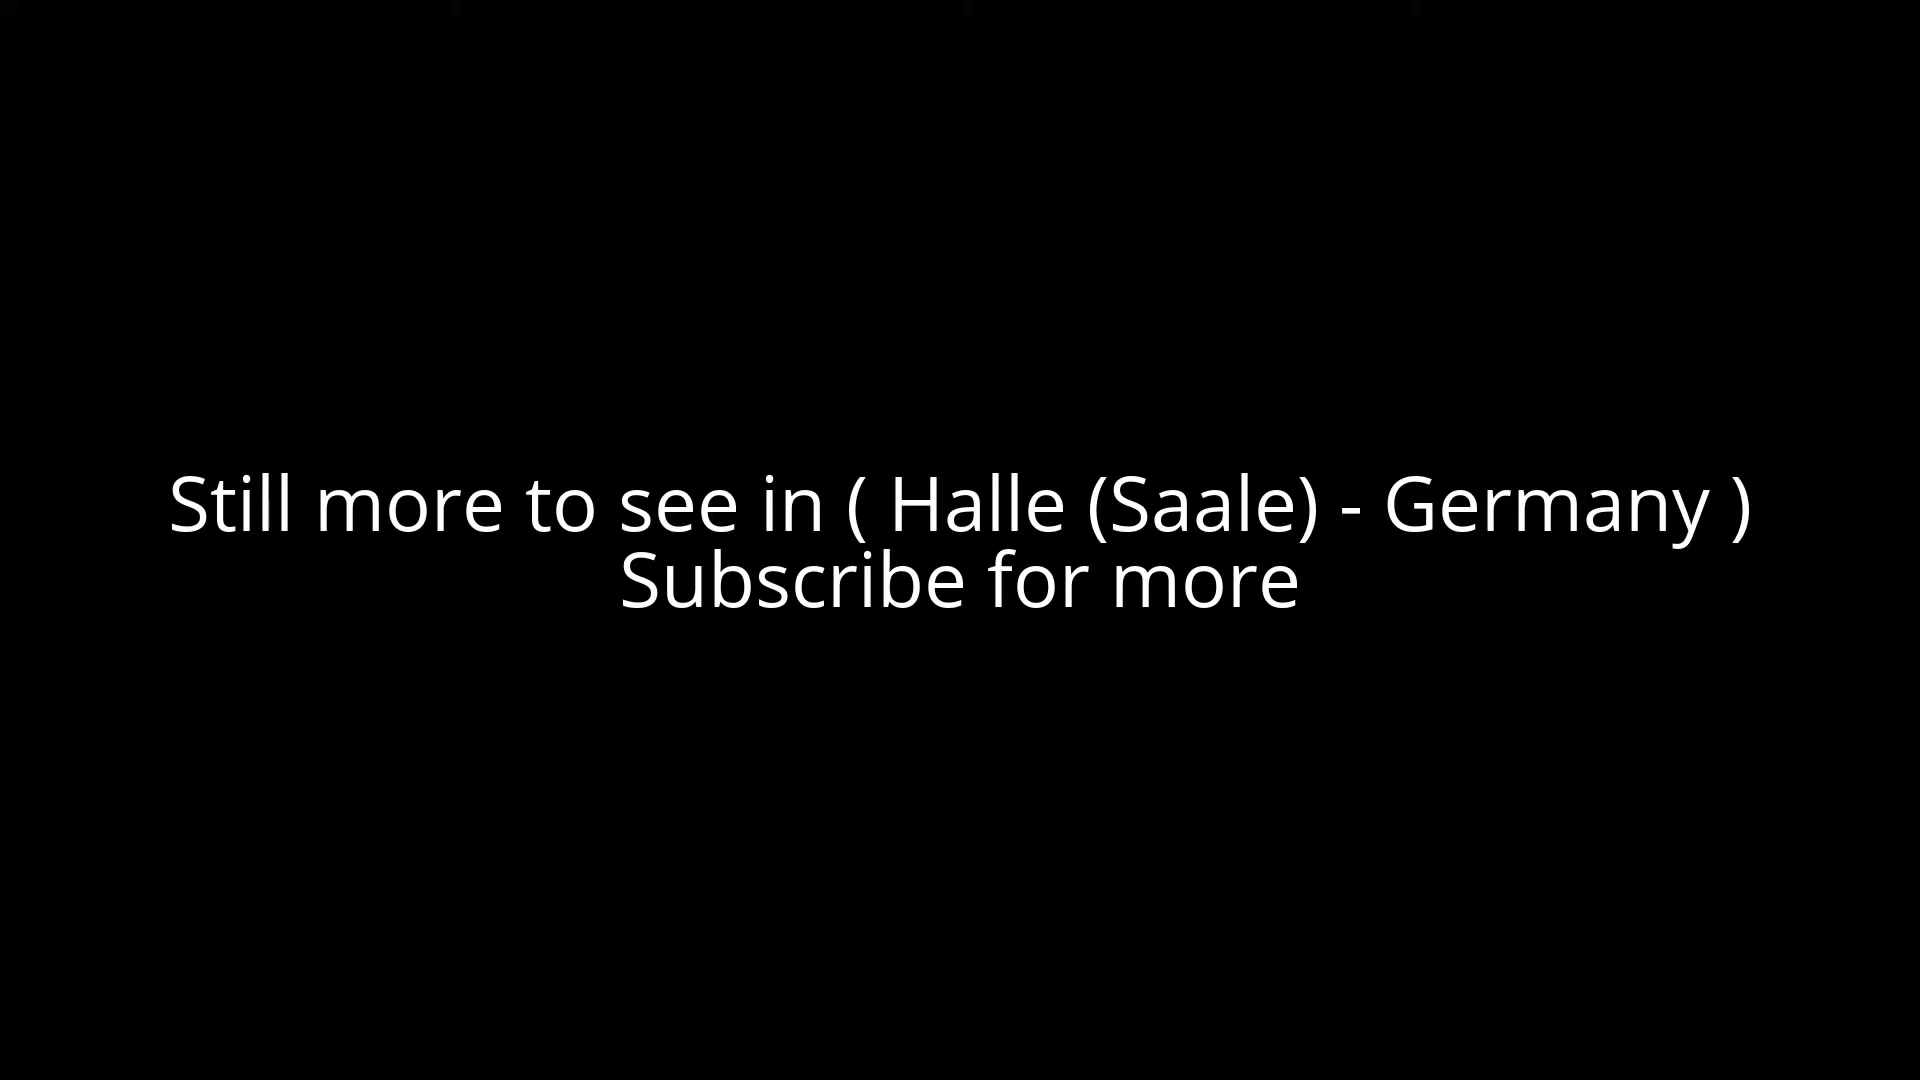 Still more to see in ( Halle (Saale) - Germany )
Subscribe for more